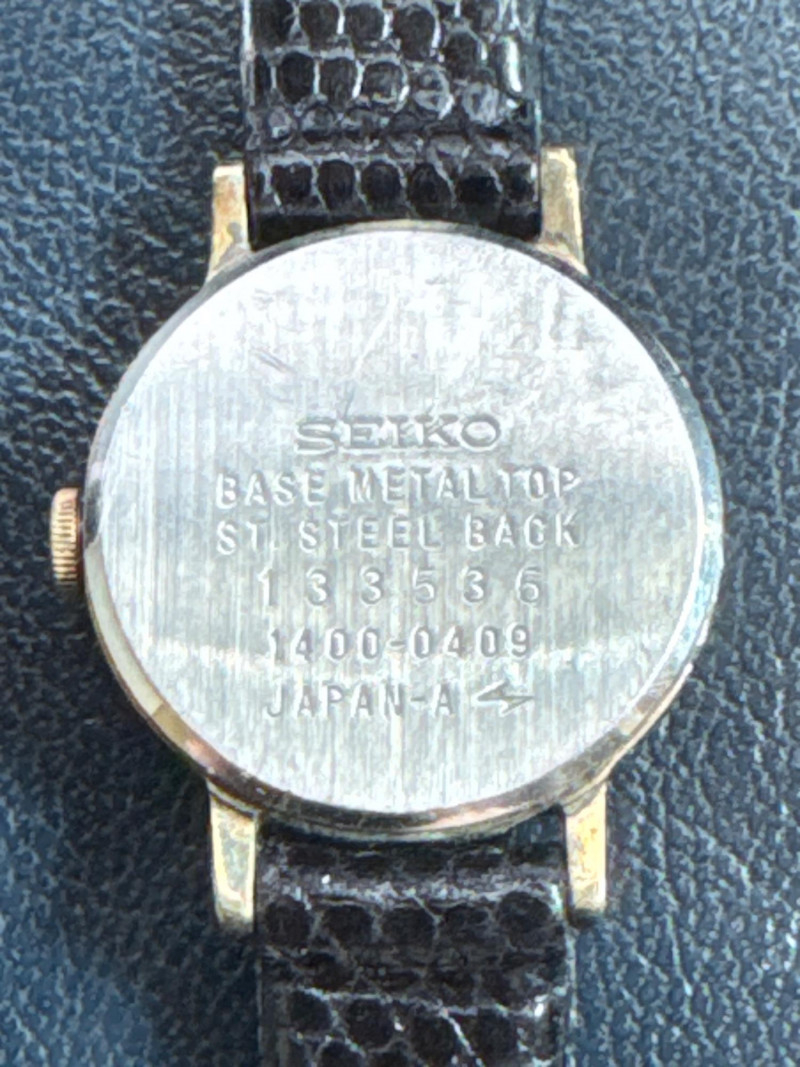 SEIKO
BASE METAL TOP
ST. STEEL BACK
133536
1400-0409
JAPAN-A